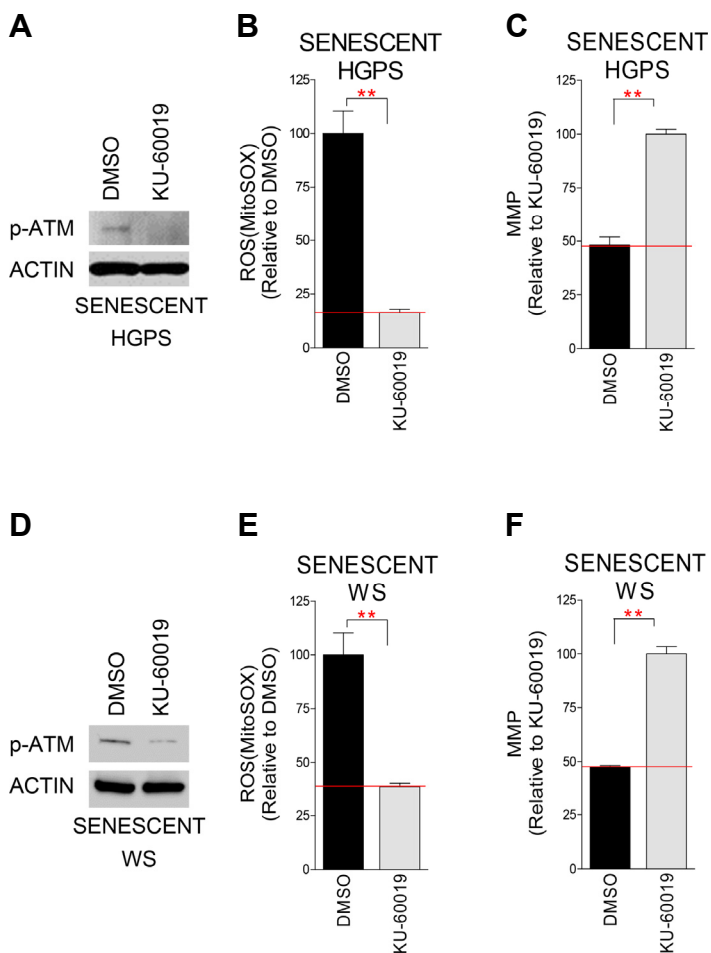 A
DMSO
KU-60019
p-ATM
ACTIN
SENESCENT
HGPS
B
SENESCENT
HGPS
ROS(MitoSOX)
(Relative to DMSO)
125
100
75
50
25
0
**
DMSO
KU-60019
C
SENESCENT
HGPS
MMP
(Relative to KU-60019)
125
100
75
50
25
0
**
DMSO
KU-60019
D
DMSO
KU-60019
p-ATM
ACTIN
SENESCENT
WS
E
SENESCENT
WS
ROS(MitoSOX)
(Relative to DMSO)
125
100
75
50
25
0
**
DMSO
KU-60019
F
SENESCENT
WS
MMP
(Relative to KU-60019)
125
100
75
50
25
0
**
DMSO
KU-60019